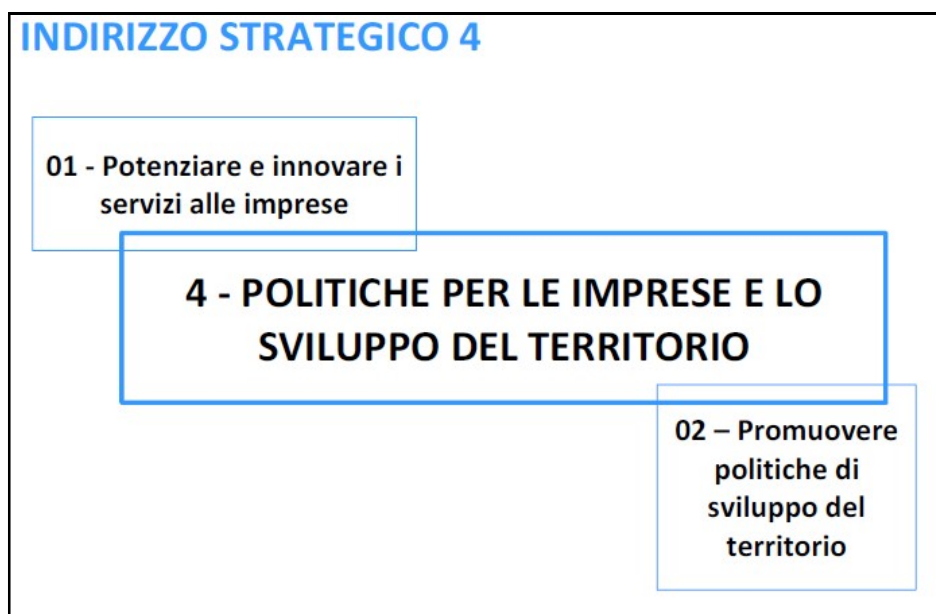 INDIRIZZO STRATEGICO 4
01 - Potenziare e innovare i
servizi alle imprese
4 - POLITICHE PER LE IMPRESE E LO
SVILUPPO DEL TERRITORIO
02 – Promuovere
politiche di
sviluppo del
territorio